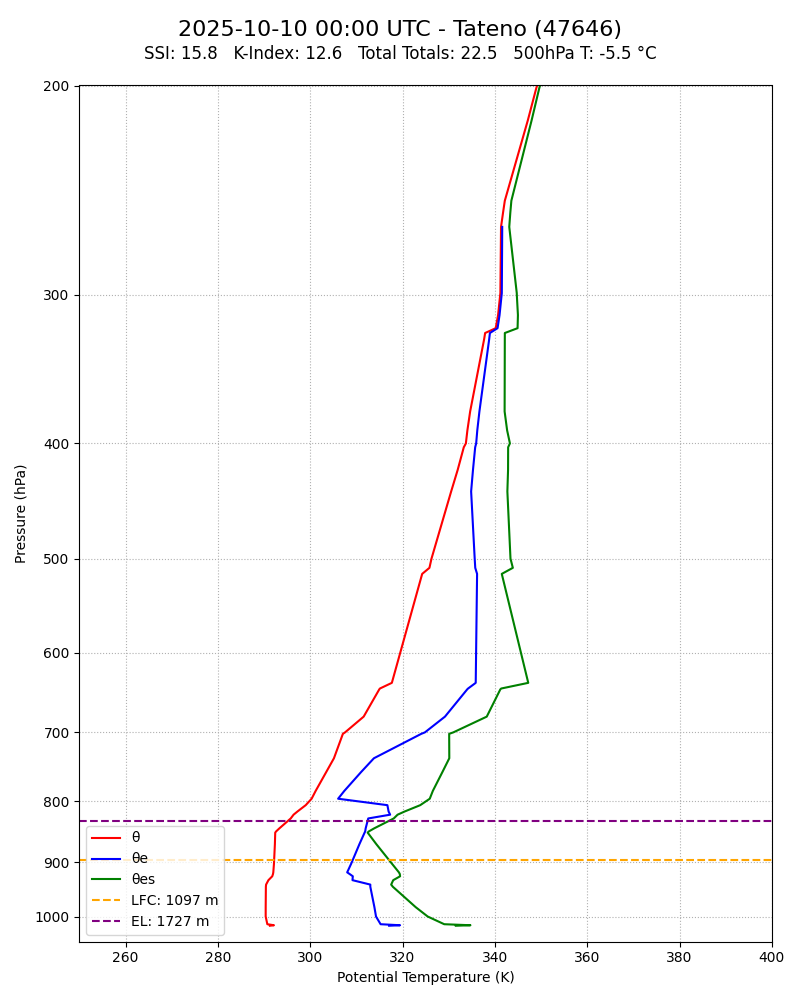 2025-10-10 00:00 UTC - Tateno (47646)
SSI: 15.8   K-Index: 12.6   Total Totals: 22.5   500hPa T: -5.5 °C
200
300
400
500
600
700
800
900
1000
Pressure (hPa)
θ
θe
θes
LFC: 1097 m
EL: 1727 m
260 280 300 320 340 360 380 400
Potential Temperature (K)